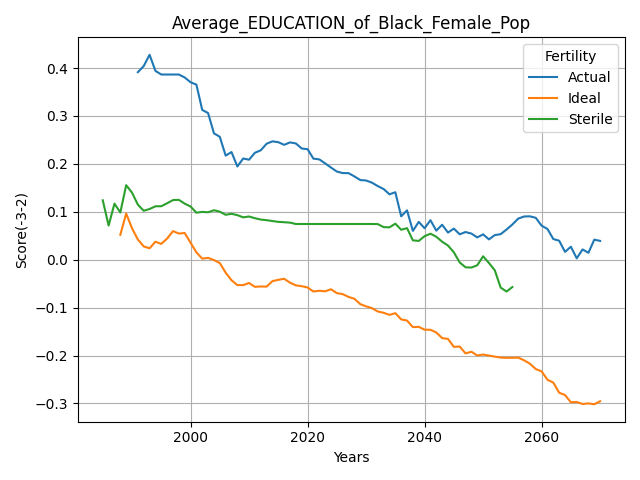 Average_EDUCATION_of_Black_Female_Pop
Fertility
Actual
Ideal
Sterile
Score(-3-2)
0.4
0.3
0.2
0.1
0.0
−0.1
−0.2
−0.3
2000 2020 2040 2060
Years